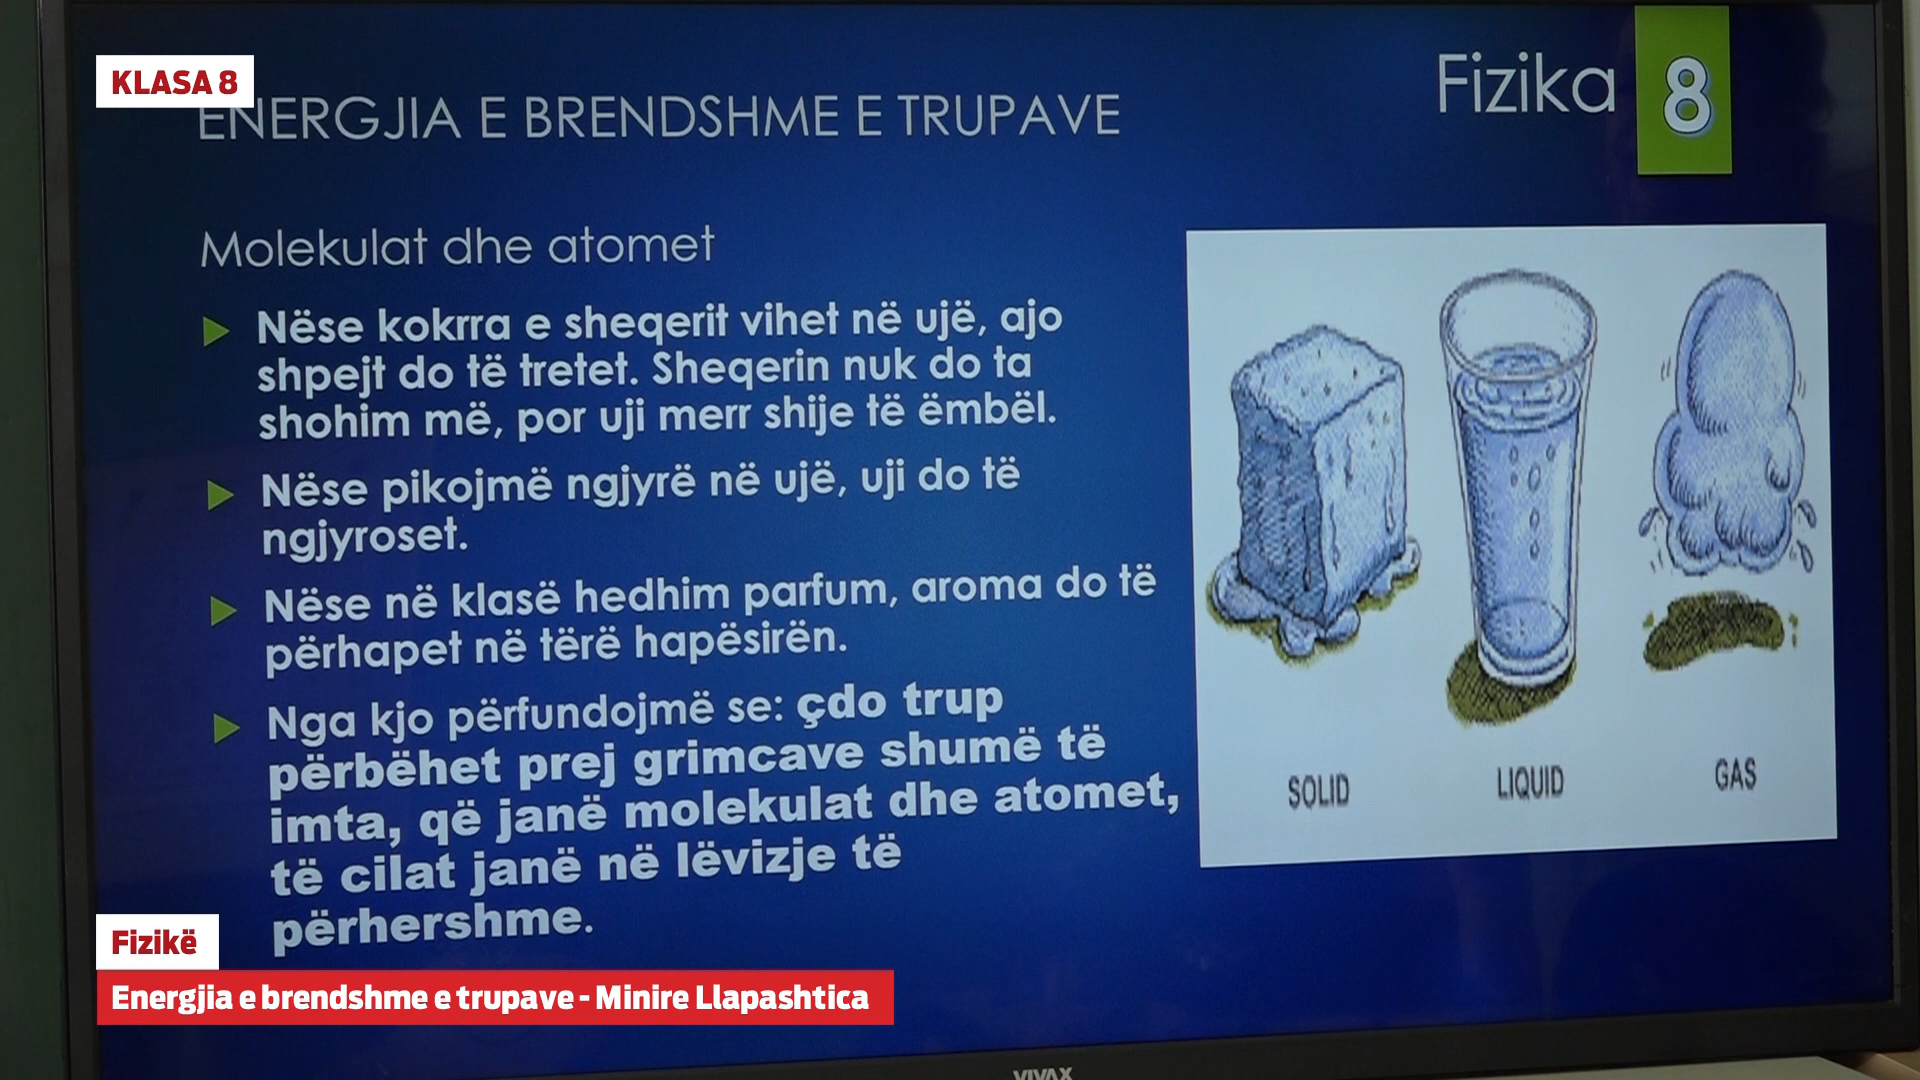 KLASA 8
ENERGJIA E BRENDSHME E TRUPAVE
Fizika 8
Molekulat dhe atomet
Nëse kokrra e sheqerit vihet në ujë, ajo
shpejt do të tretet. Sheqerin nuk do ta
shohim më, por uji merr shije të ëmbël.
Nëse pikojmë ngjyrë në ujë, uji do të
ngjyroset.
Nëse në klasë hedhim parfum, aroma do të
përhapet në tërë hapësirën.
Nga kjo përfundojmë se: çdo trup
përbëhet prej grimcave shumë të
imta, që janë molekulat dhe atomet,
të cilat janë në lëvizje të
përhershme.
SOLID
LIQUID
GAS
Fizikë
Energjia e brendshme e trupave - Minire Llapashtica
VIVAX